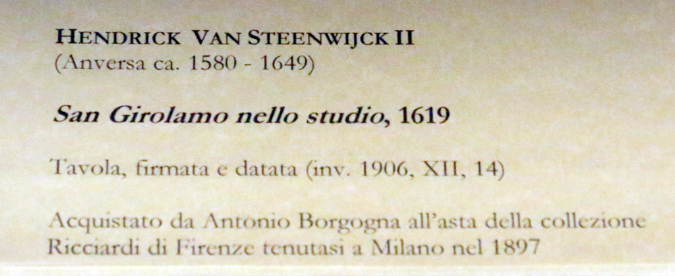 HENDRICK VAN STEENWIJCK II
(Anversa ca. 1580 - 1649)
San Girolamo nello studio, 1619
Tavola, firmata e datata (inv. 1906, XII, 14)
Acquistato da Antonio Borgogna all'asta della collezione
Ricciardi di Firenze tenutasi a Milano nel 1897